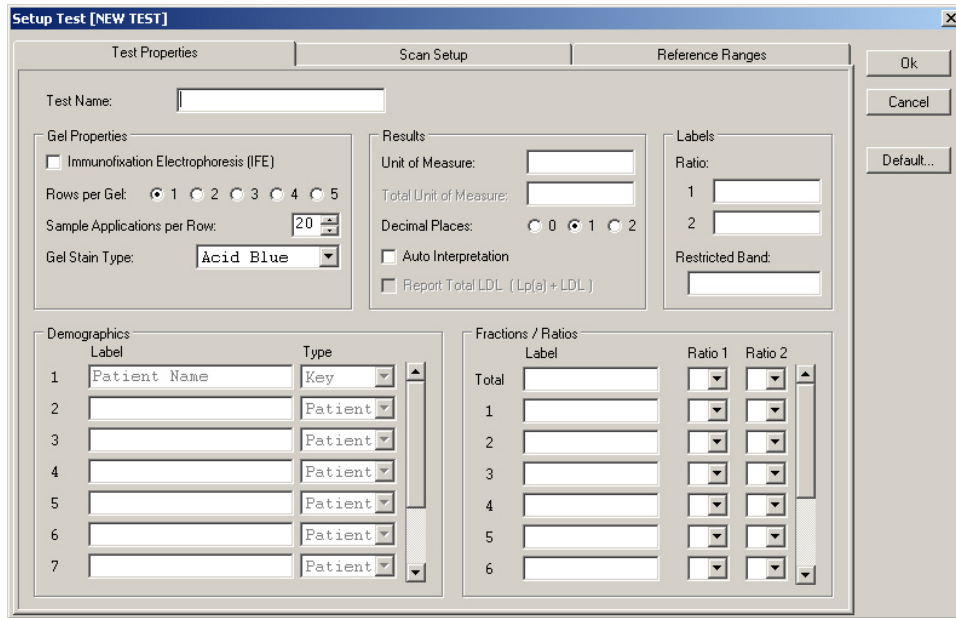 Setup Test [NEW TEST]
Test Properties
Scan Setup
Reference Ranges
Ok
Cancel
Default...
Test Name:
Gel Properties
Immunofixation Electrophoresis (IFE)
Rows per Gel: 1 2 3 4 5
Sample Applications per Row: 20
Gel Stain Type: Acid Blue
Results
Unit of Measure:
Total Unit of Measure:
Decimal Places: 0 1 2
Auto Interpretation
Report Total LDL ( Lp(a) + LDL )
Labels
Ratio:
1
2
Restricted Band:
Demographics
Label Type
1 Patient Name Key
2 Patient
3 Patient
4 Patient
5 Patient
6 Patient
7 Patient
Fractions / Ratios
Label Ratio 1 Ratio 2
Total
1
2
3
4
5
6